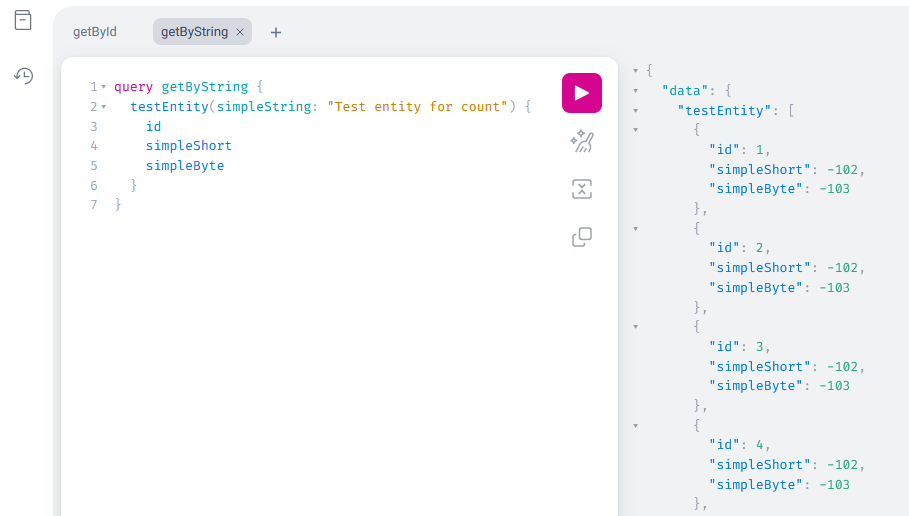 getById
getByString ×
+
1 query getByString {
2 testEntity(simpleString: "Test entity for count") {
3 id
4 simpleShort
5 simpleByte
6 }
7 }
{
"data": {
"testEntity": [
{
"id": 1,
"simpleShort": -102,
"simpleByte": -103
},
{
"id": 2,
"simpleShort": -102,
"simpleByte": -103
},
{
"id": 3,
"simpleShort": -102,
"simpleByte": -103
},
{
"id": 4,
"simpleShort": -102,
"simpleByte": -103
},